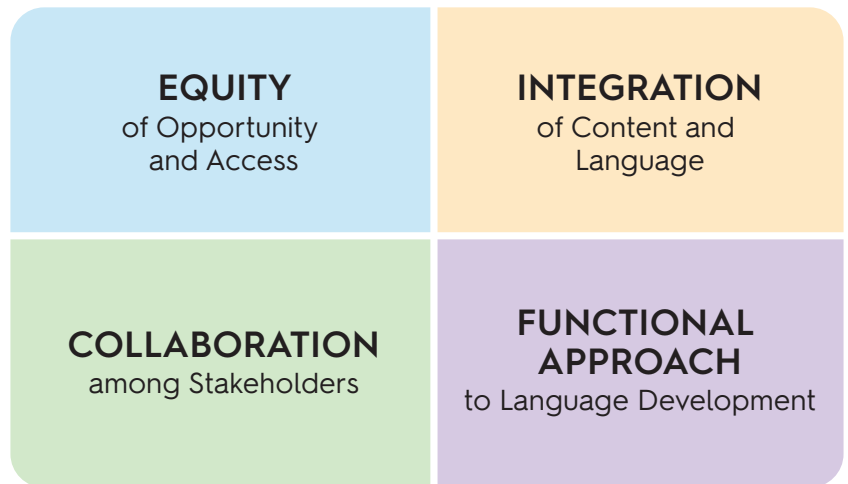 EQUITY
of Opportunity
and Access
INTEGRATION
of Content and
Language
COLLABORATION
among Stakeholders
FUNCTIONAL
APPROACH
to Language Development